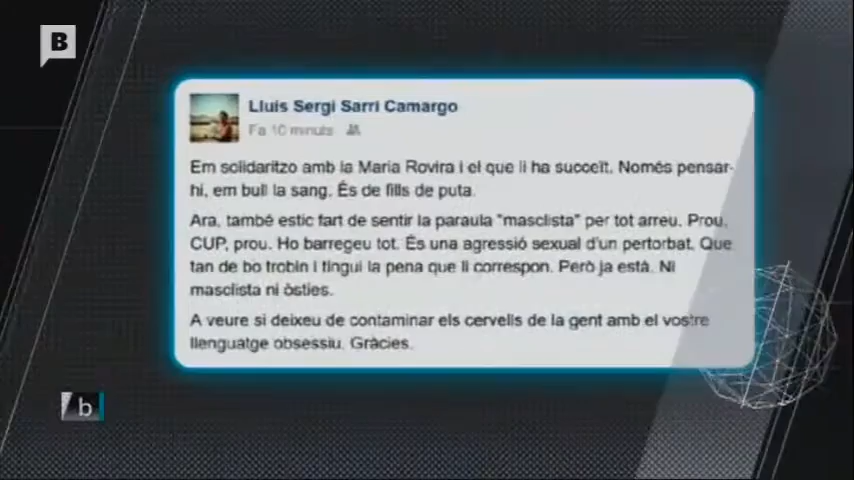 B
Lluís Sergi Sarri Camargo
Fa 10 minuts
Em solidaritzo amb la Maria Rovira i el que li ha succeït. Només pensar-
hi, em bull la sang. És de fills de puta.
Ara, també estic fart de sentir la paraula "masclista" per tot arreu. Prou,
CUP, prou. Ho barregeu tot. És una agressió sexual d'un pertorbat. Que
tan de bo trobin i tingui la pena que li correspon. Però ja està. Ni
masclista ni òsties.
A veure si deixeu de contaminar els cervells de la gent amb el vostre
llenguatge obsessiu. Gràcies.
b